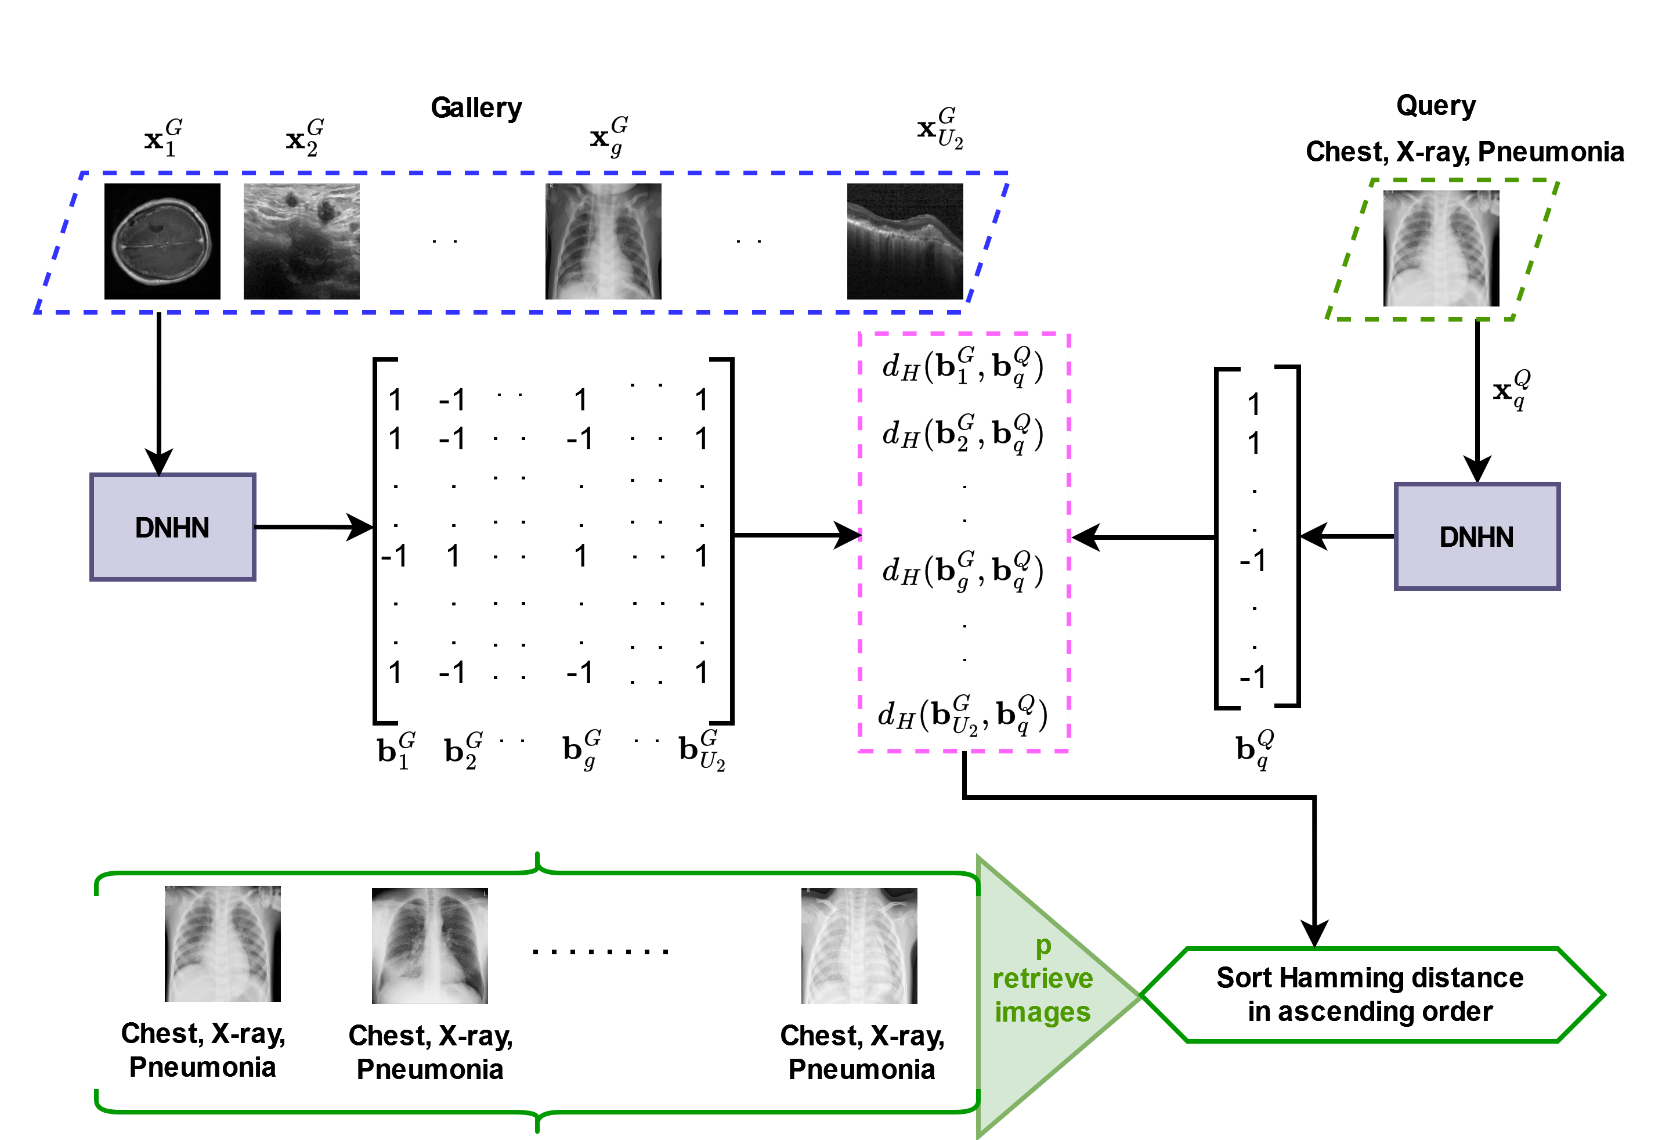 Gallery
Query
x_1^G x_2^G x_g^G x_{U_2}^G
Chest, X-ray, Pneumonia
. . . .
x_q^Q
DNHN
1 -1 . . 1 . . 1
1 -1 . . -1 . . 1
. . . . . . . .
. . . . . . . .
-1 1 . . 1 . . 1
. . . . . . . .
. . . . . . . .
1 -1 . . -1 . . 1
b_1^G b_2^G . . b_g^G . . b_{U_2}^G
d_H(b_1^G, b_q^Q)
d_H(b_2^G, b_q^Q)
.
.
d_H(b_g^G, b_q^Q)
.
.
d_H(b_{U_2}^G, b_q^Q)
1
1
.
.
-1
.
.
-1
b_q^Q
DNHN
Sort Hamming distance
in ascending order
p
retrieve
images
........
Chest, X-ray,
Pneumonia
Chest, X-ray,
Pneumonia
Chest, X-ray,
Pneumonia